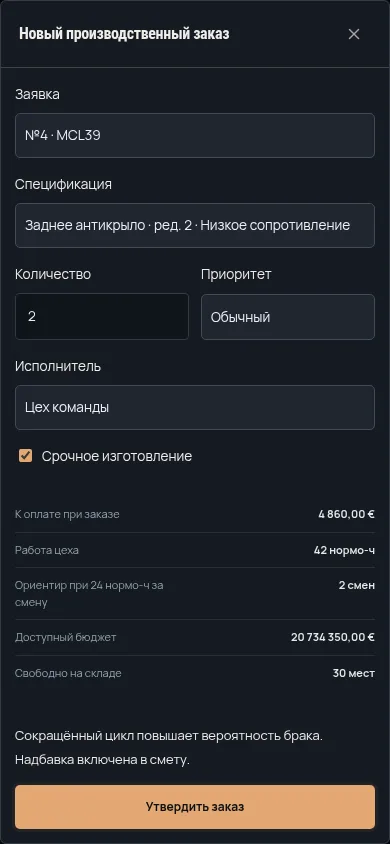 Новый производственный заказ
Заявка
№4 · MCL39
Спецификация
Заднее антикрыло · ред. 2 · Низкое сопротивление
Количество
Приоритет
2
Обычный
Исполнитель
Цех команды
Срочное изготовление
К оплате при заказе 4 860,00 €
Работа цеха 42 нормо-ч
Ориентир при 24 нормо-ч за 2 смен
смену
Доступный бюджет 20 734 350,00 €
Свободно на складе 30 мест
Сокращённый цикл повышает вероятность брака.
Надбавка включена в смету.
Утвердить заказ